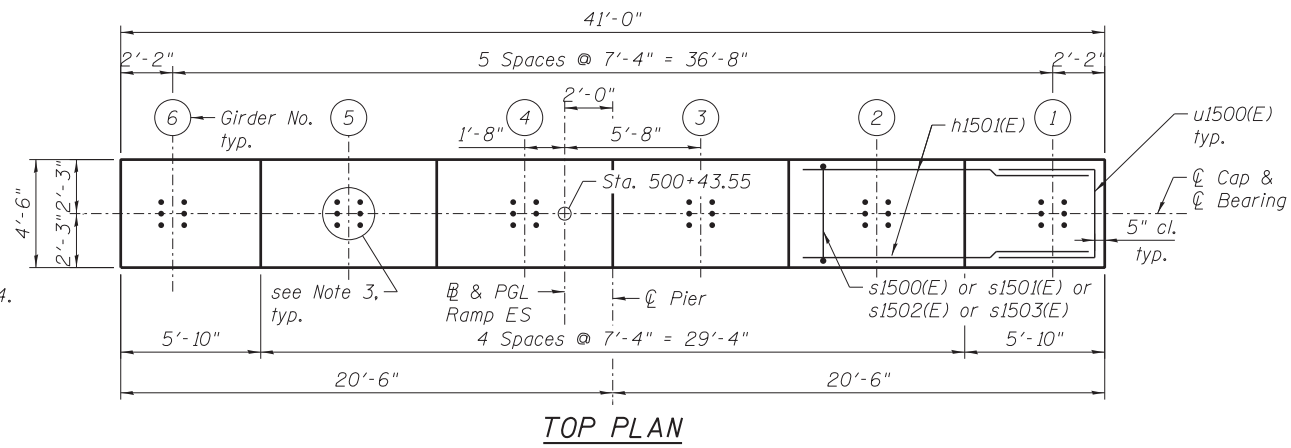 41'-0"
2'-2"
5 Spaces @ 7'-4" = 36'-8"
2'-2"
2'-0"
6
Girder No.
typ.
5
4
3
2
1
1'-8"
5'-8"
h1501(E)
u1500(E)
typ.
Sta. 500+43.55
℄ Cap &
℄ Bearing
4'-6"
2'-3"
2'-3"
5" cl.
typ.
4.
see Note 3,
typ.
B̵L & PGL
Ramp ES
℄ Pier
s1500(E) or s1501(E) or
s1502(E) or s1503(E)
5'-10"
4 Spaces @ 7'-4" = 29'-4"
5'-10"
20'-6"
20'-6"
TOP PLAN